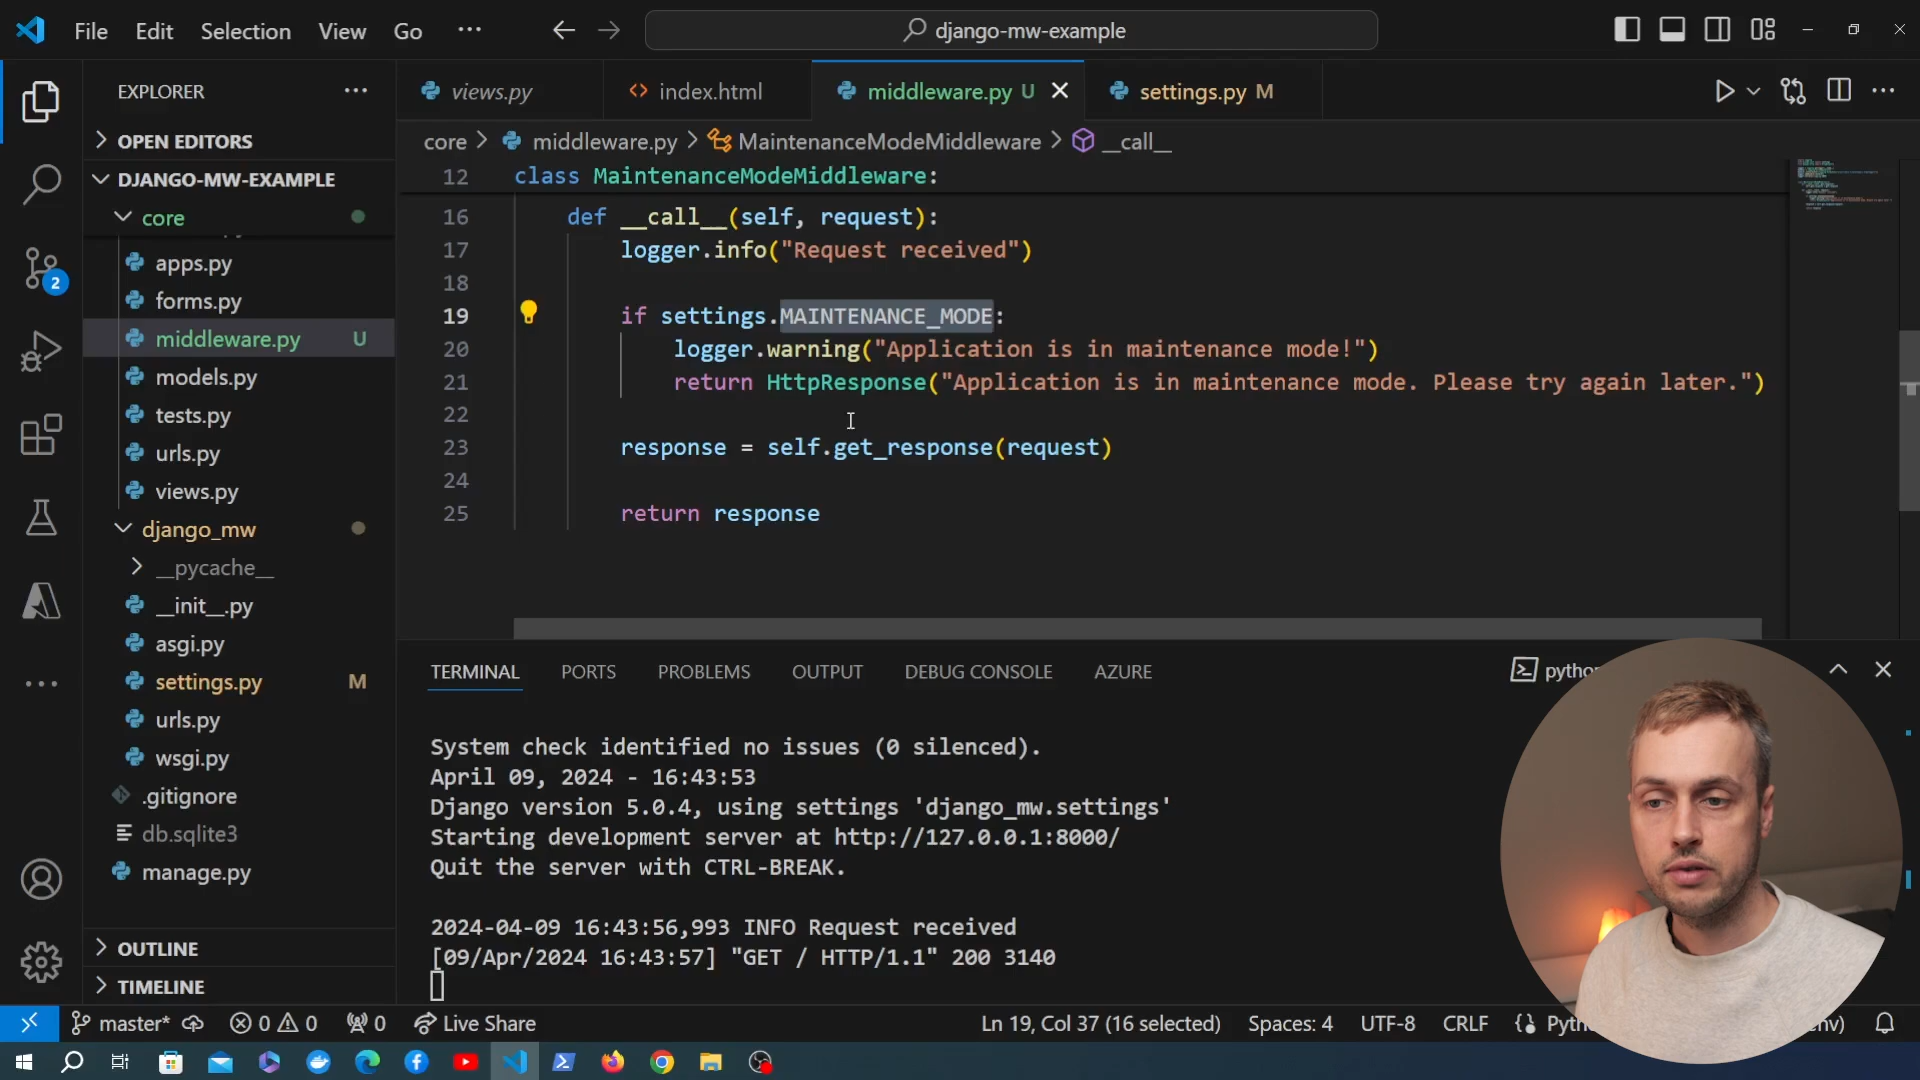 File Edit Selection View Go ···
django-mw-example
EXPLORER
OPEN EDITORS
DJANGO-MW-EXAMPLE
core
apps.py
forms.py
middleware.py U
models.py
tests.py
urls.py
views.py
django_mw
__pycache__
__init__.py
asgi.py
settings.py M
urls.py
wsgi.py
.gitignore
db.sqlite3
manage.py
OUTLINE
TIMELINE
2
views.py
index.html
middleware.py U
settings.py M
core > middleware.py > MaintenanceModeMiddleware > __call__
12 class MaintenanceModeMiddleware:
16 def __call__(self, request):
17 logger.info("Request received")
18
19 if settings.MAINTENANCE_MODE:
20 logger.warning("Application is in maintenance mode!")
21 return HttpResponse("Application is in maintenance mode. Please try again later.")
22
23 response = self.get_response(request)
24
25 return response
TERMINAL PORTS PROBLEMS OUTPUT DEBUG CONSOLE AZURE
System check identified no issues (0 silenced).
April 09, 2024 - 16:43:53
Django version 5.0.4, using settings 'django_mw.settings'
Starting development server at http://127.0.0.1:8000/
Quit the server with CTRL-BREAK.
2024-04-09 16:43:56,993 INFO Request received
[09/Apr/2024 16:43:57] "GET / HTTP/1.1" 200 3140
master* 0 0 0 Live Share
Ln 19, Col 37 (16 selected) Spaces: 4 UTF-8 CRLF